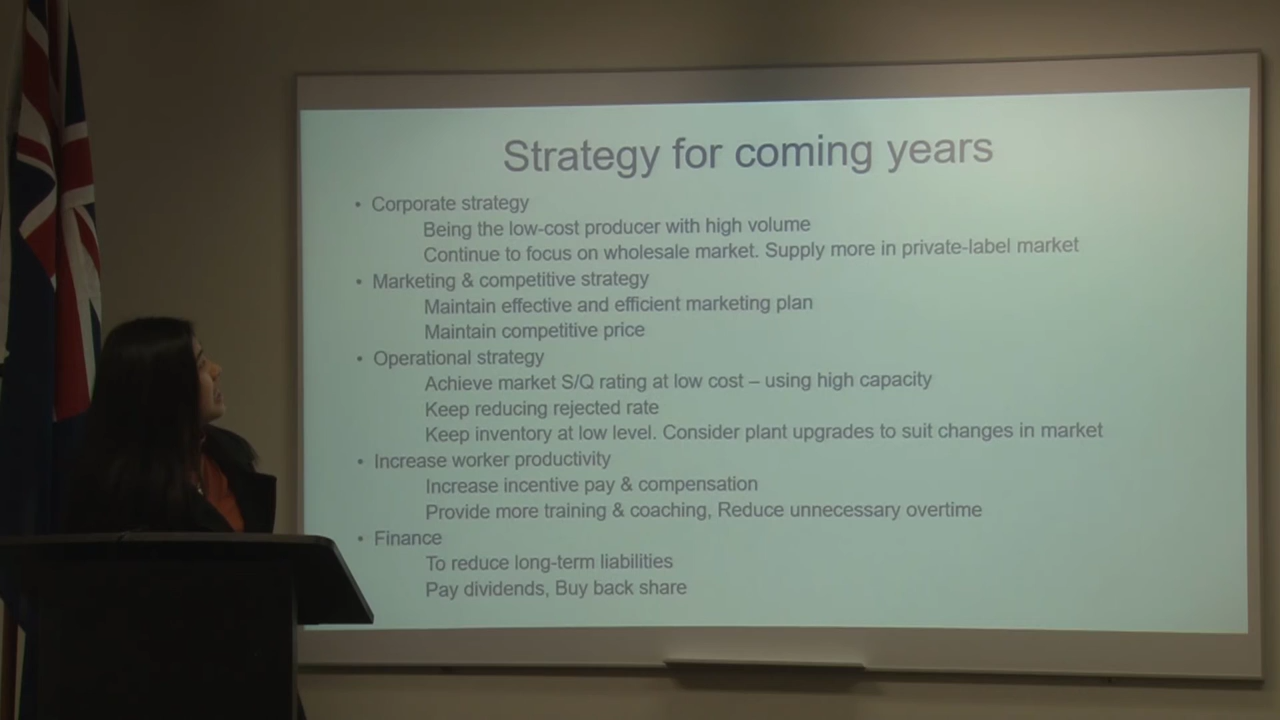 Strategy for coming years
• Corporate strategy
Being the low-cost producer with high volume
Continue to focus on wholesale market. Supply more in private-label market
• Marketing & competitive strategy
Maintain effective and efficient marketing plan
Maintain competitive price
• Operational strategy
Achieve market S/Q rating at low cost – using high capacity
Keep reducing rejected rate
Keep inventory at low level. Consider plant upgrades to suit changes in market
• Increase worker productivity
Increase incentive pay & compensation
Provide more training & coaching, Reduce unnecessary overtime
• Finance
To reduce long-term liabilities
Pay dividends, Buy back share